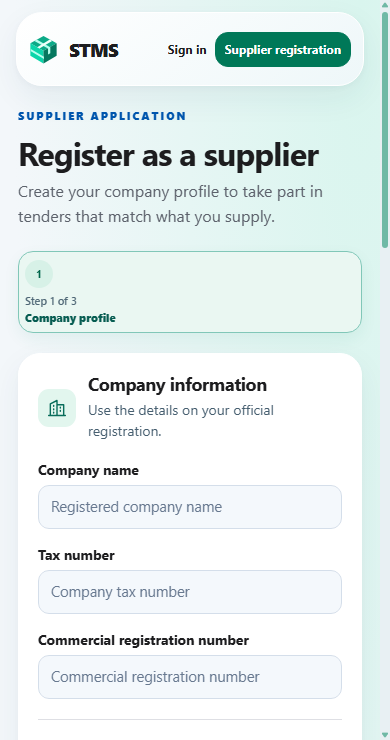 STMS
Sign in
Supplier registration
SUPPLIER APPLICATION
Register as a supplier
Create your company profile to take part in
tenders that match what you supply.
1
Step 1 of 3
Company profile
Company information
Use the details on your official
registration.
Company name
Registered company name
Tax number
Company tax number
Commercial registration number
Commercial registration number